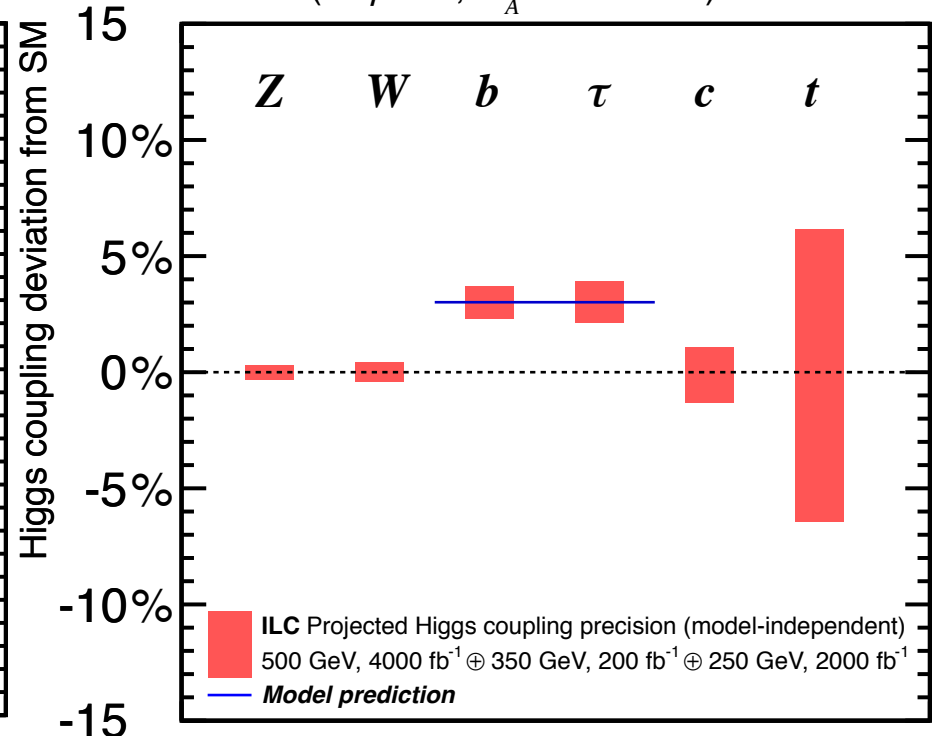 A
15
Higgs coupling deviation from SM
Z W b τ c t
10%
5%
0%
-5%
-10%
-15
ILC Projected Higgs coupling precision (model-independent)
500 GeV, 4000 fb⁻¹ ⊕ 350 GeV, 200 fb⁻¹ ⊕ 250 GeV, 2000 fb⁻¹
Model prediction